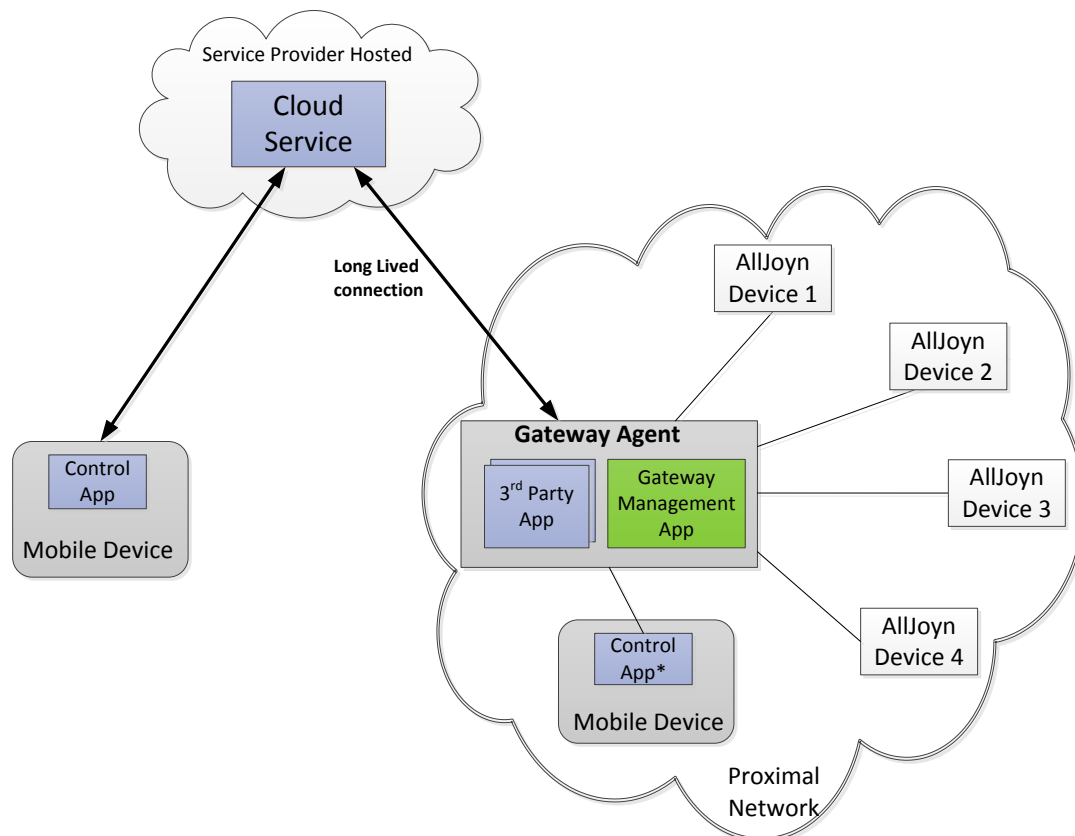 Service Provider Hosted
Cloud
Service
Long Lived
connection
AllJoyn
Device 1
AllJoyn
Device 2
Gateway Agent
3rd Party
App
Gateway
Management
App
AllJoyn
Device 3
Control
App
Mobile Device
AllJoyn
Device 4
Control
App*
Mobile Device
Proximal
Network